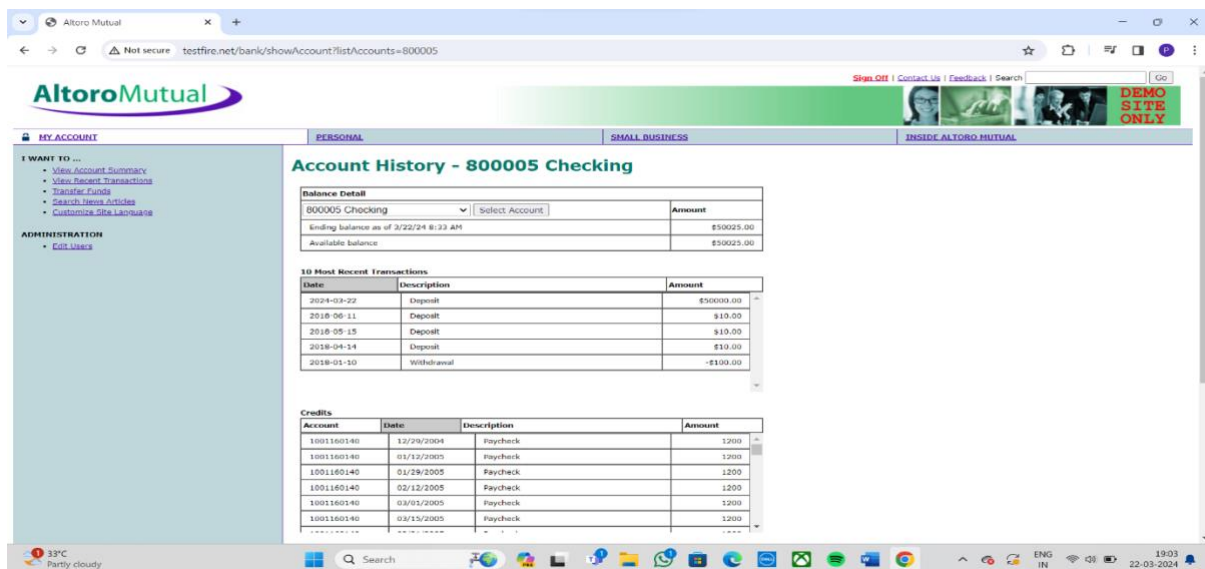 Altoro Mutual
Not secure testfire.net/bank/showAccount?listAccounts=800005
Sign Off | Contact Us | Feedback | Search Go
AltoroMutual
DEMO SITE ONLY
MY ACCOUNT PERSONAL SMALL BUSINESS INSIDE ALTORO MUTUAL
I WANT TO ...
View Account Summary
View Recent Transactions
Transfer Funds
Search News Articles
Customize Site Language
ADMINISTRATION
Edit Users
Account History - 800005 Checking
Balance Detail
800005 Checking Select Account Amount
Ending balance as of 3/22/24 8:33 AM $50025.00
Available balance $50025.00
10 Most Recent Transactions
Date Description Amount
2024-03-22 Deposit $50000.00
2018-06-11 Deposit $10.00
2018-05-15 Deposit $10.00
2018-04-14 Deposit $10.00
2018-01-10 Withdrawal -$100.00
Credits
Account Date Description Amount
1001160140 12/29/2004 Paycheck 1200
1001160140 01/12/2005 Paycheck 1200
1001160140 01/29/2005 Paycheck 1200
1001160140 02/12/2005 Paycheck 1200
1001160140 03/01/2005 Paycheck 1200
1001160140 03/15/2005 Paycheck 1200
33°C
Partly cloudy
Search
ENG
IN
19:03
22-03-2024